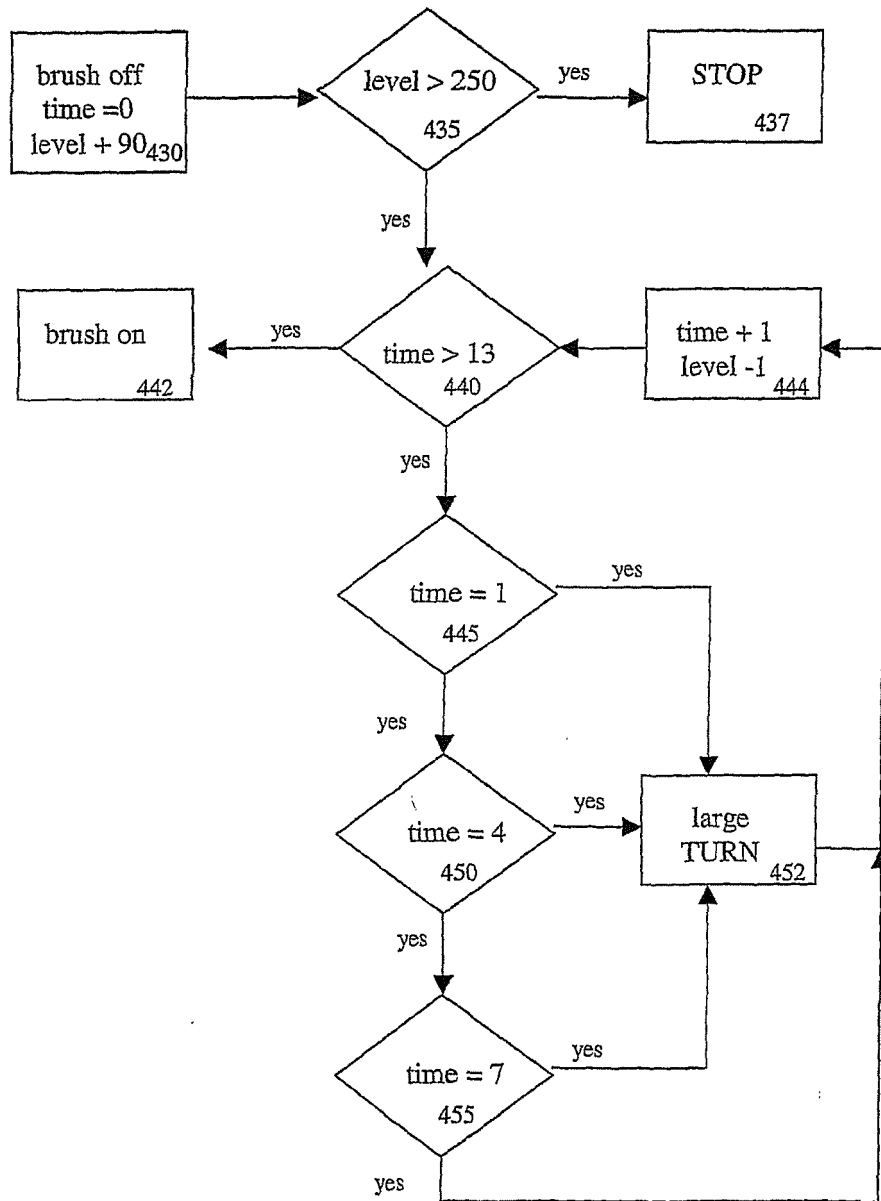 brush off
time =0
level + 90 430
level > 250
435
yes
STOP
437
yes
brush on
442
yes
time > 13
440
time + 1
level -1
444
yes
time = 1
445
yes
yes
time = 4
450
yes
large
TURN
452
yes
time = 7
455
yes
yes